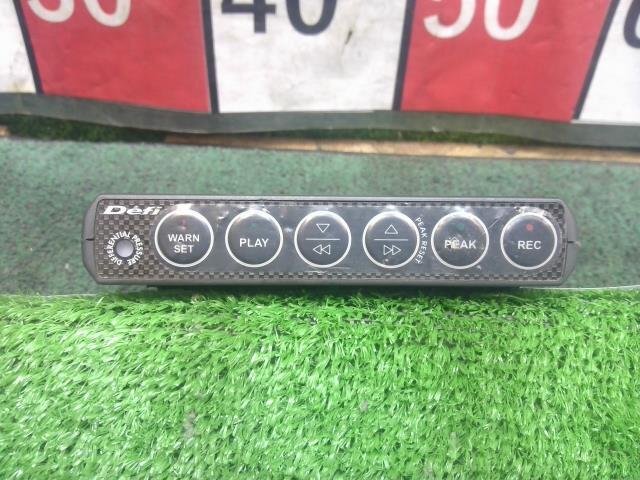 30 40 50
Defi
DIFFERENTIAL PRESSURE
WARN
SET
PLAY
PEAK RESET
PEAK
REC